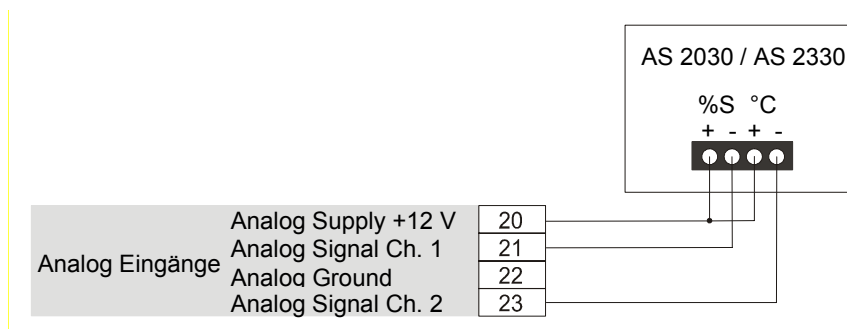 AS 2030 / AS 2330
%S °C
+ - + -
Analog Eingänge
Analog Supply +12 V 20
Analog Signal Ch. 1 21
Analog Ground 22
Analog Signal Ch. 2 23